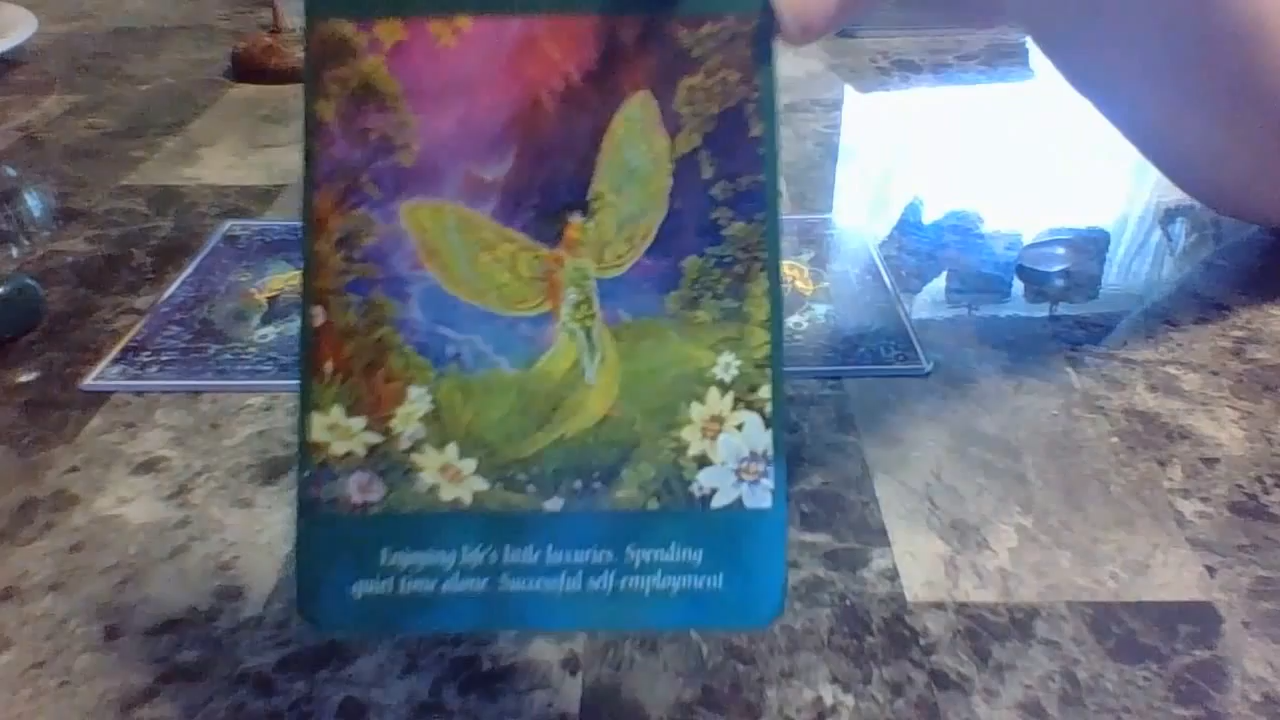 Enjoying life's little luxuries. Spending
quiet time alone. Successful self-employment